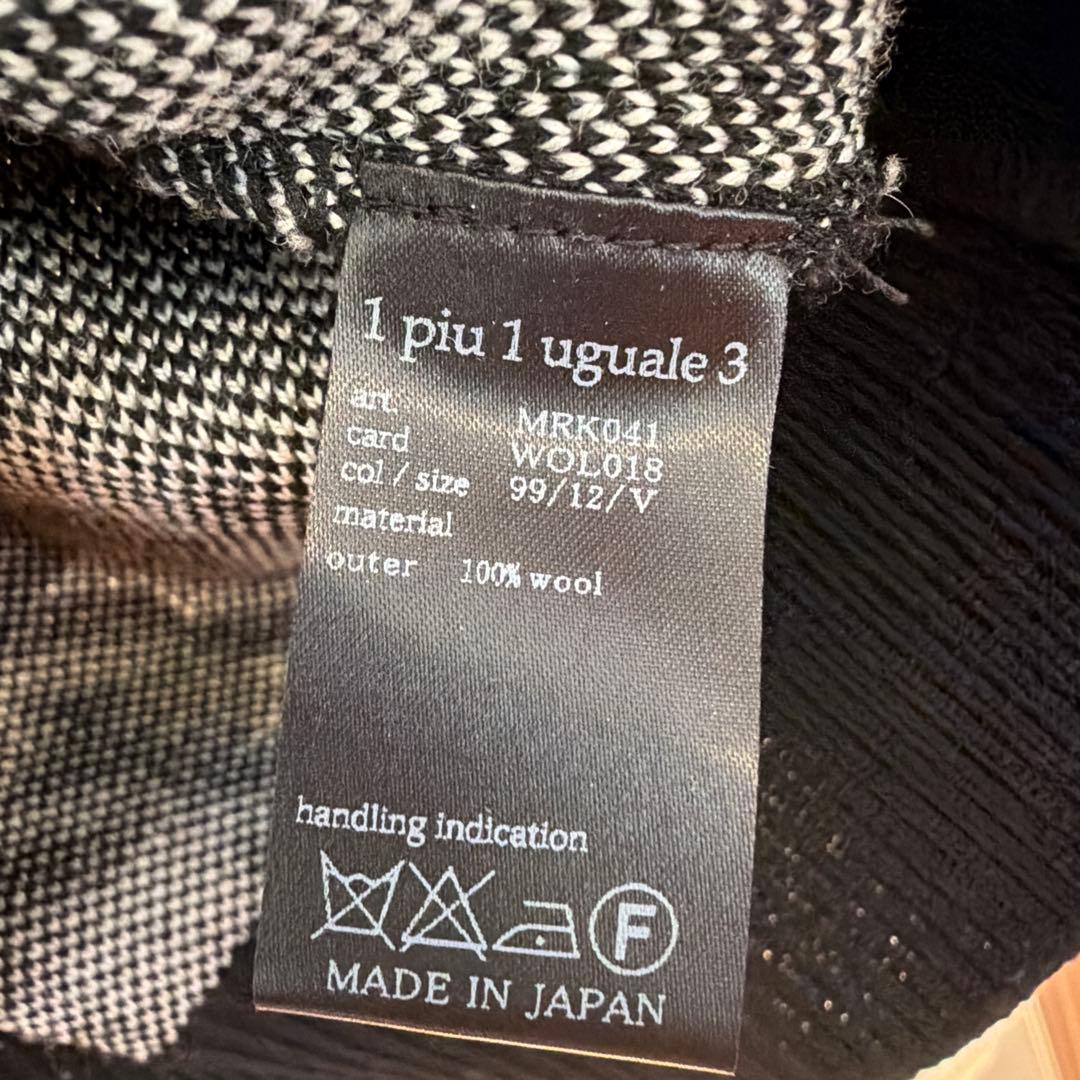 1 piu 1 uguale 3
art. MRK041
card WOL018
col / size 99/12/V
material
outer 100% wool
handling indication
F
MADE IN JAPAN